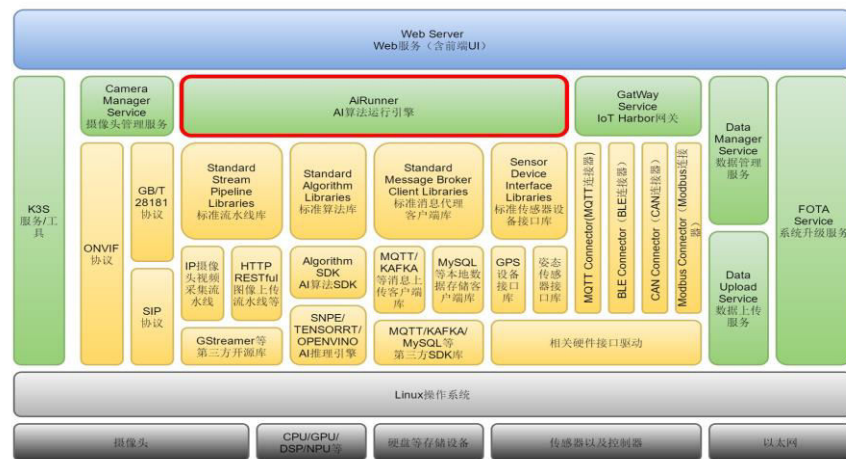 Web Server
Web服务（含前端UI）
K3S
服务/工具
Camera
Manager
Service
摄像头管理服务
AiRunner
AI算法运行引擎
GatWay
Service
IoT Harbor网关
Data
Manager
Service
数据管理
服务
FOTA
Service
系统升级服务
ONVIF
协议
GB/T
28181
协议
SIP
协议
Standard
Stream
Pipeline
Libraries
标准流水线库
Standard
Algorithm
Libraries
标准算法库
Standard
Message Broker
Client Libraries
标准消息代理
客户端库
Sensor
Device
Interface
Libraries
标准传感器设
备接口库
MQTT Connector(MQTT连接器)
BLE Connector（BLE连接器）
CAN Connector（CAN连接器）
Modbus Connector（Modbus连接
器）
IP摄像
头视频
采集流
水线
HTTP
RESTful
图像上传
流水线等
Algorithm
SDK
AI算法SDK
MQTT/
KAFKA/
等消息上
传客户端
库
MySQL
等本地数
据存储客
户端库
GPS
设备
接口
库
姿态
传感
器接
口库
Data
Upload
Service
数据上传
服务
GStreamer等
第三方开源库
SNPE/
TENSORRT/
OPENVINO
AI推理引擎
MQTT/KAFKA/
MySQL等
第三方SDK库
相关硬件接口驱动
Linux操作系统
摄像头
CPU/GPU/
DSP/NPU等
硬盘等存储设备
传感器以及控制器
以太网